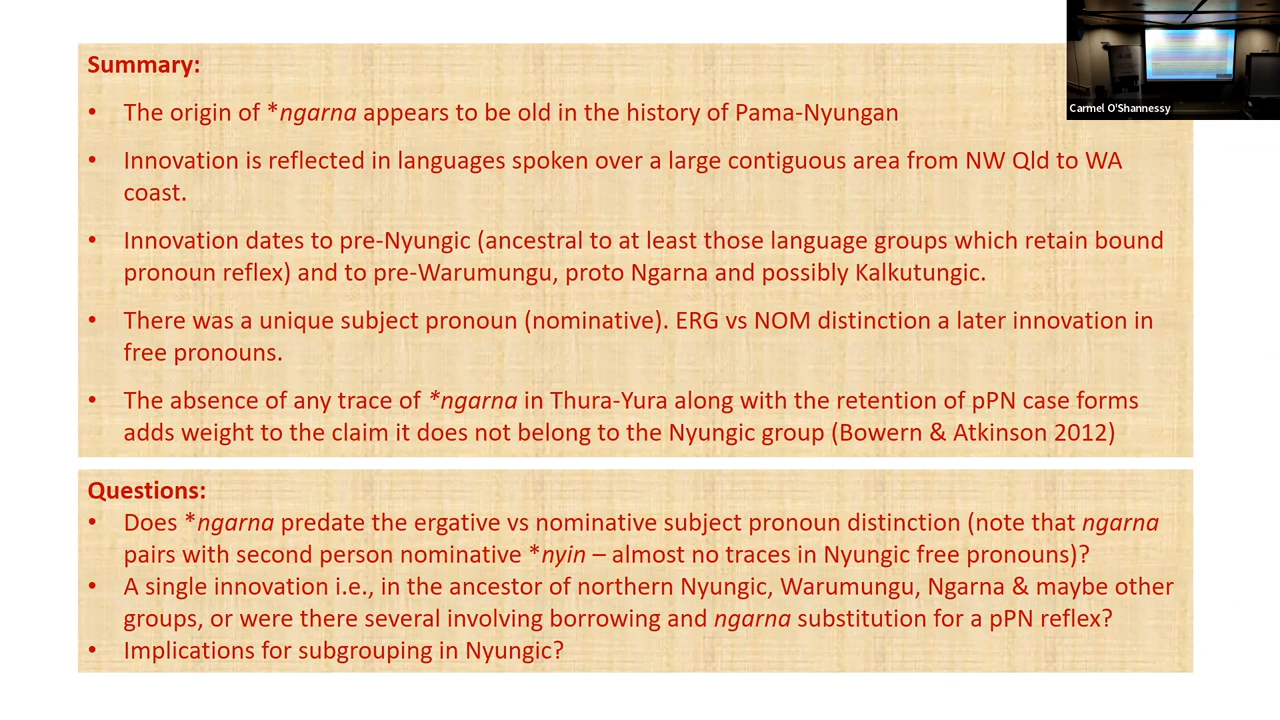 Summary:
• The origin of *ngarna appears to be old in the history of Pama-Nyungan
• Innovation is reflected in languages spoken over a large contiguous area from NW Qld to WA
coast.
• Innovation dates to pre-Nyungic (ancestral to at least those language groups which retain bound
pronoun reflex) and to pre-Warumungu, proto Ngarna and possibly Kalkutungic.
• There was a unique subject pronoun (nominative). ERG vs NOM distinction a later innovation in
free pronouns.
• The absence of any trace of *ngarna in Thura-Yura along with the retention of pPN case forms
adds weight to the claim it does not belong to the Nyungic group (Bowern & Atkinson 2012)
Questions:
• Does *ngarna predate the ergative vs nominative subject pronoun distinction (note that ngarna
pairs with second person nominative *nyin – almost no traces in Nyungic free pronouns)?
• A single innovation i.e., in the ancestor of northern Nyungic, Warumungu, Ngarna & maybe other
groups, or were there several involving borrowing and ngarna substitution for a pPN reflex?
• Implications for subgrouping in Nyungic?
Carmel O'Shannessy